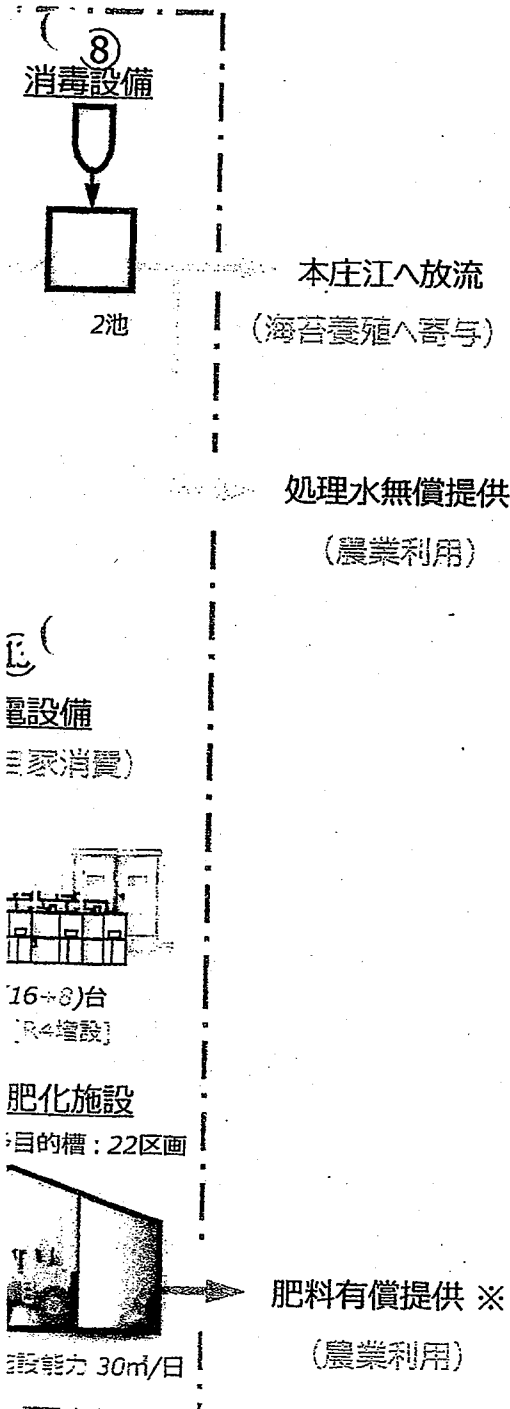 ⑧
消毒設備
2池
本庄江へ放流
（海苔養殖へ寄与）
処理水無償提供
（農業利用）
電設備
家消費）
(16+8)台
[R4増設]
肥化施設
目的槽：22区画
肥料有償提供 ※
（農業利用）
設能力 30㎥/日